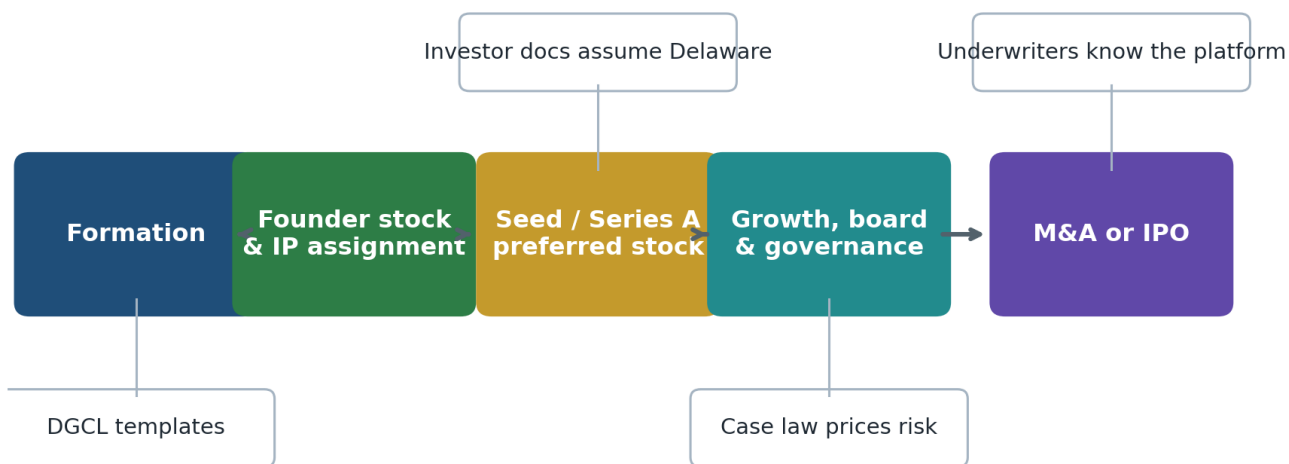 Investor docs assume Delaware
Underwriters know the platform
Formation
Founder stock
& IP assignment
Seed / Series A
preferred stock
Growth, board
& governance
M&A or IPO
DGCL templates
Case law prices risk